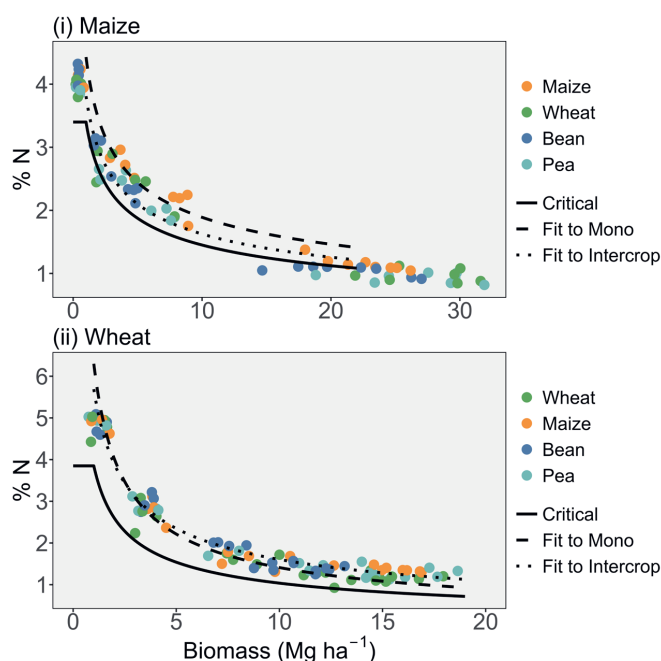 (i) Maize
4
3
2
1
% N
0
10
20
30
Maize
Wheat
Bean
Pea
Critical
Fit to Mono
Fit to Intercrop
(ii) Wheat
6
5
4
3
2
1
% N
0
5
10
15
20
Biomass (Mg ha⁻¹)
Wheat
Maize
Bean
Pea
Critical
Fit to Mono
Fit to Intercrop